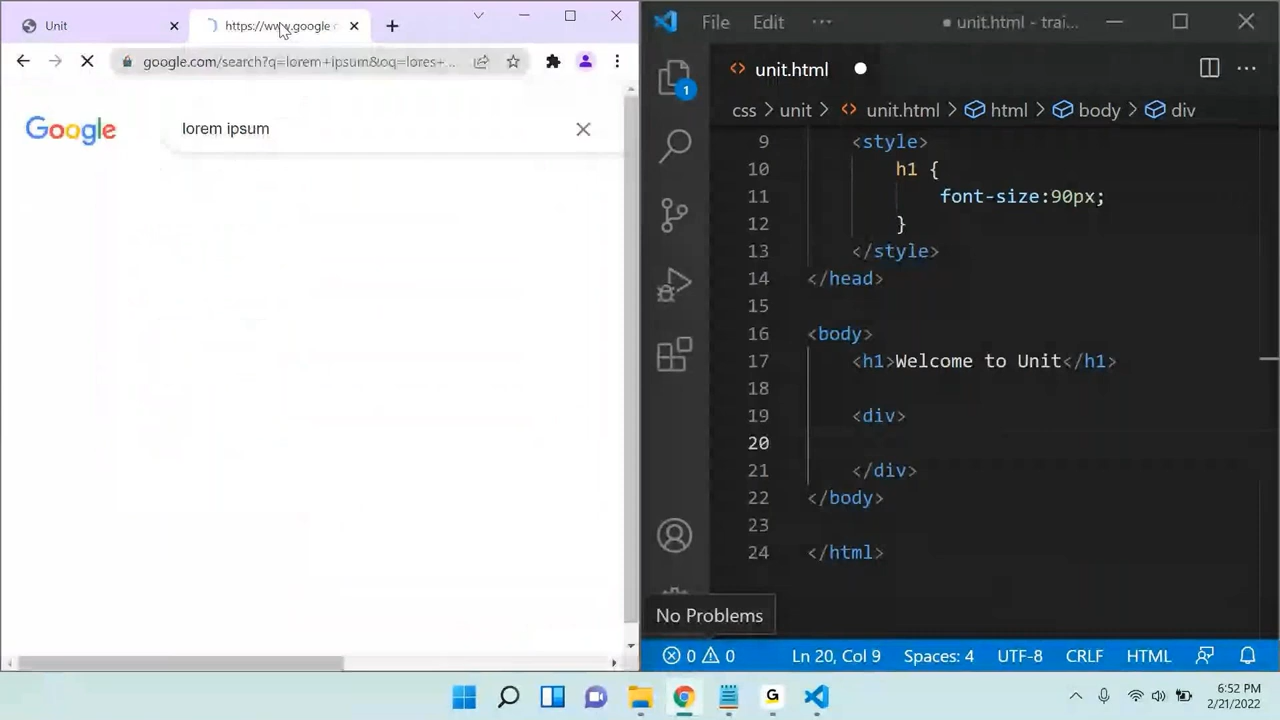 Unit
https://www.google
google.com/search?q=lorem+ipsum&oq=lores+ ...
Google
lorem ipsum
File Edit ...
● unit.html - trai...
unit.html
css > unit > unit.html > html > body > div
1
9 <style>
10 h1 {
11 font-size:90px;
12 }
13 </style>
14 </head>
15
16 <body>
17 <h1>Welcome to Unit</h1>
18
19 <div>
20
21 </div>
22 </body>
23
24 </html>
No Problems
0 0 Ln 20, Col 9 Spaces: 4 UTF-8 CRLF HTML
G
6:52 PM
2/21/2022